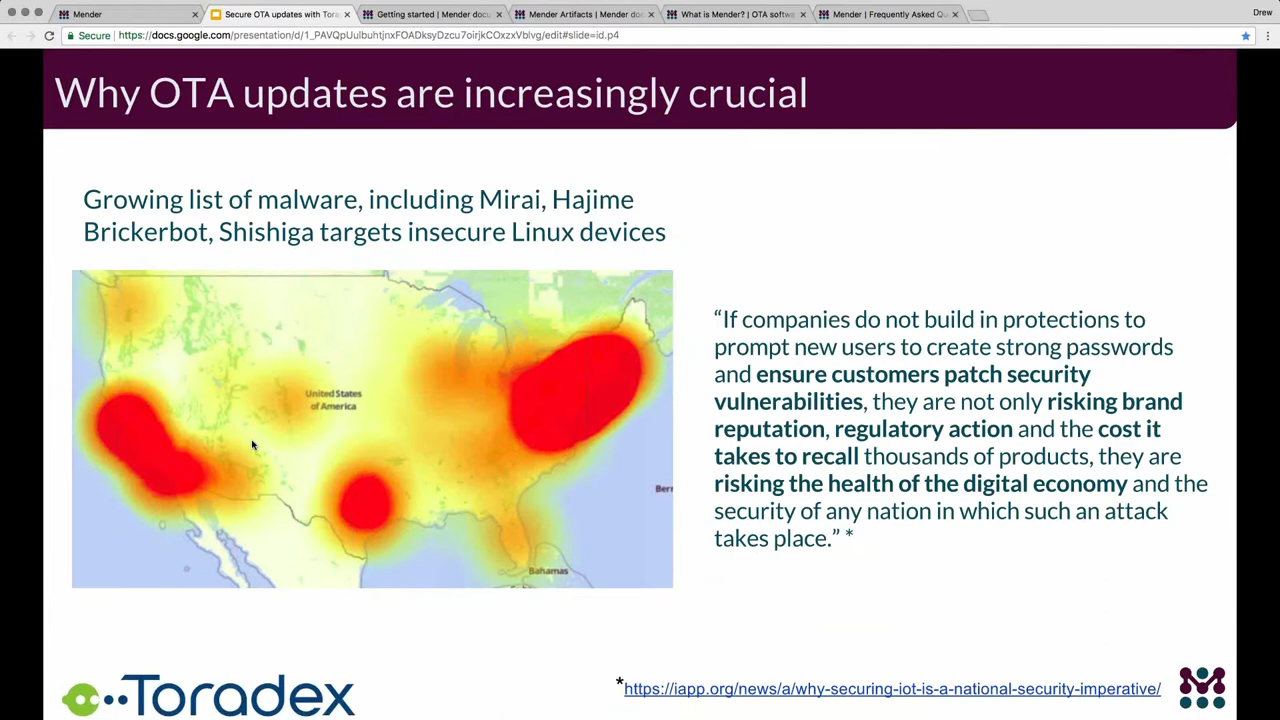 Mender
Secure OTA updates with Tora
Getting started | Mender docu
Mender Artifacts | Mender do
What is Mender? | OTA softwa
Mender | Frequently Asked Qu
Drew
Secure
https://docs.google.com/presentation/d/1_PAVQpUulbuhtjnxFOADksyDzcu7oirjkCOxzxVblvg/edit#slide=id.p4
Why OTA updates are increasingly crucial
Growing list of malware, including Mirai, Hajime
Brickerbot, Shishiga targets insecure Linux devices
United States
of America
Ber
Bahamas
“If companies do not build in protections to
prompt new users to create strong passwords
and ensure customers patch security
vulnerabilities, they are not only risking brand
reputation, regulatory action and the cost it
takes to recall thousands of products, they are
risking the health of the digital economy and the
security of any nation in which such an attack
takes place.” *
Toradex
*https://iapp.org/news/a/why-securing-iot-is-a-national-security-imperative/